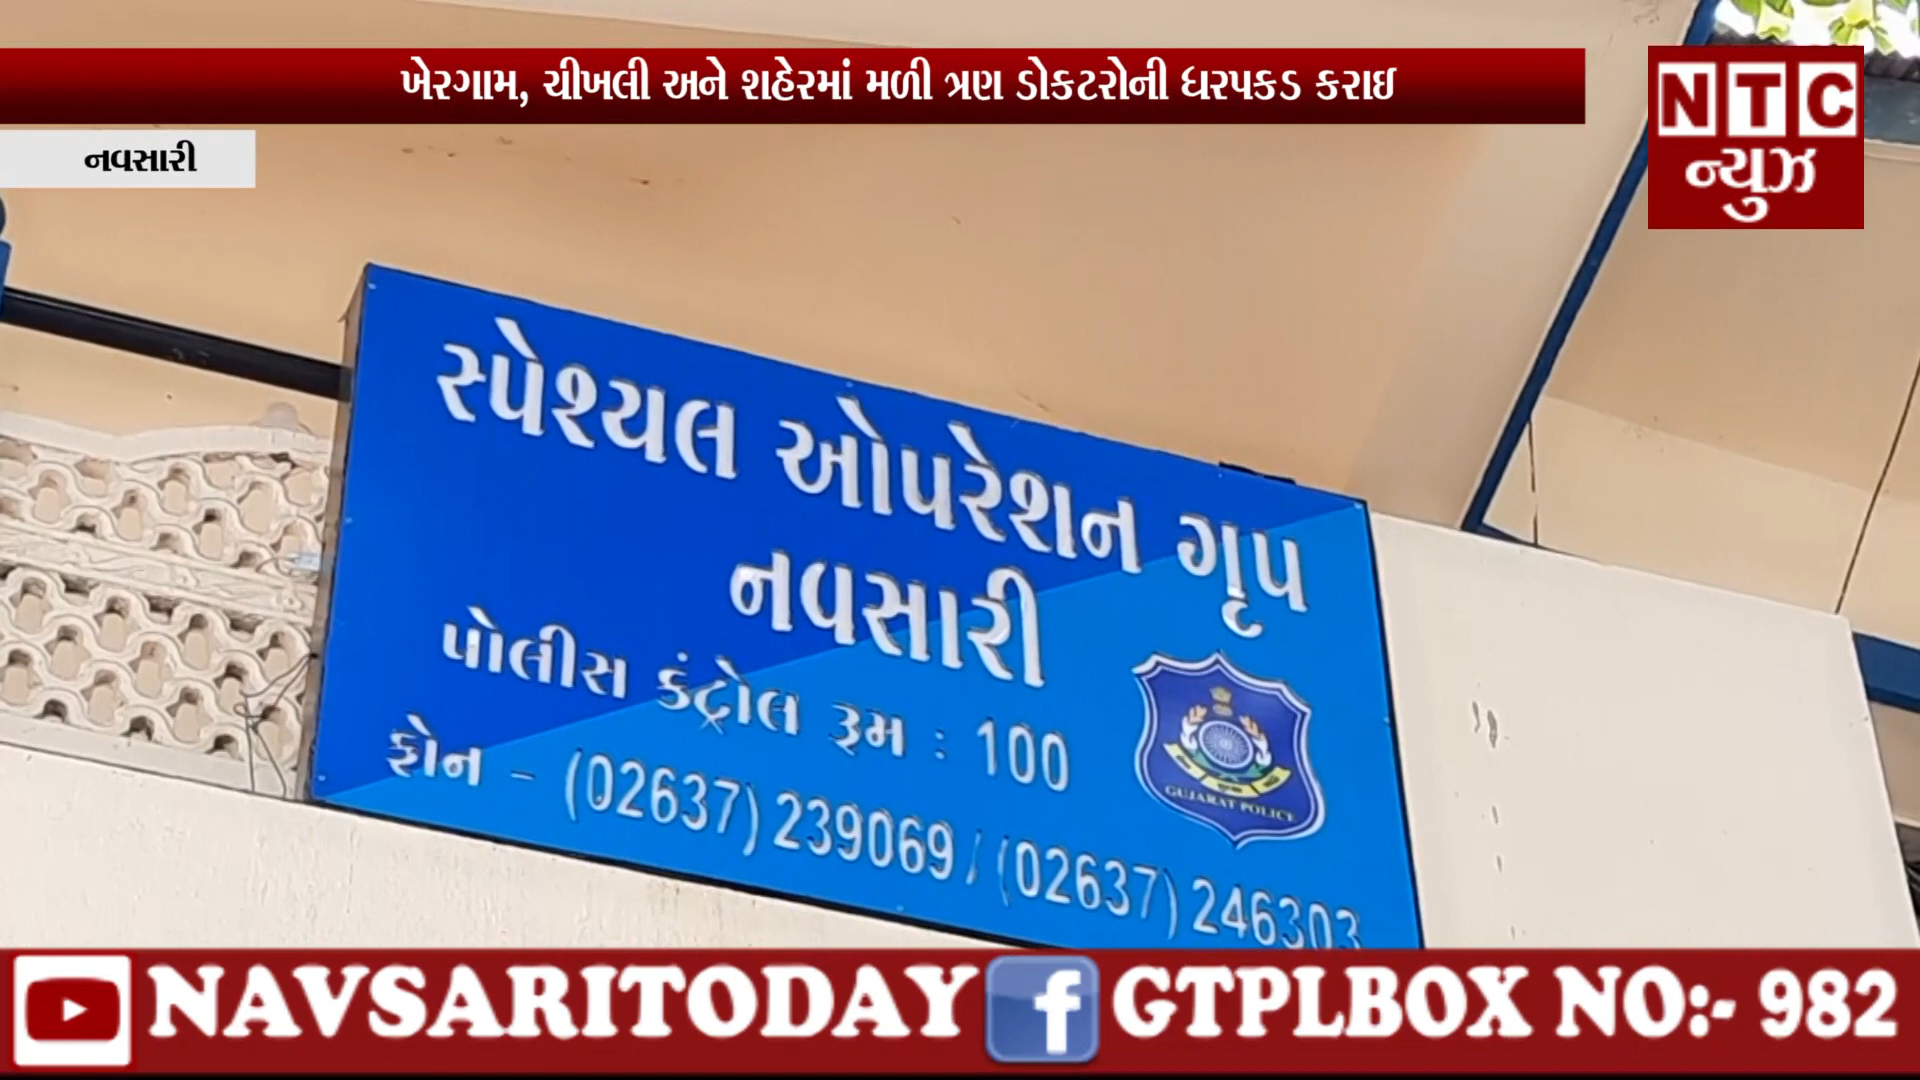 ખેરગામ, ચીખલી અને શહેરમાં મળી ત્રણ ડોકટરોની ધરપકડ કરાઇ
NTC
ન્યુઝ
નવસારી
સ્પેશ્યલ ઓપરેશન ગૃપ
નવસારી
પોલીસ કંટ્રોલ રૂમ : 100
ફોન - (02637) 239069 / (02637) 246303
GUJARAT POLICE
NAVSARITODAY
GTPLBOX NO:- 982